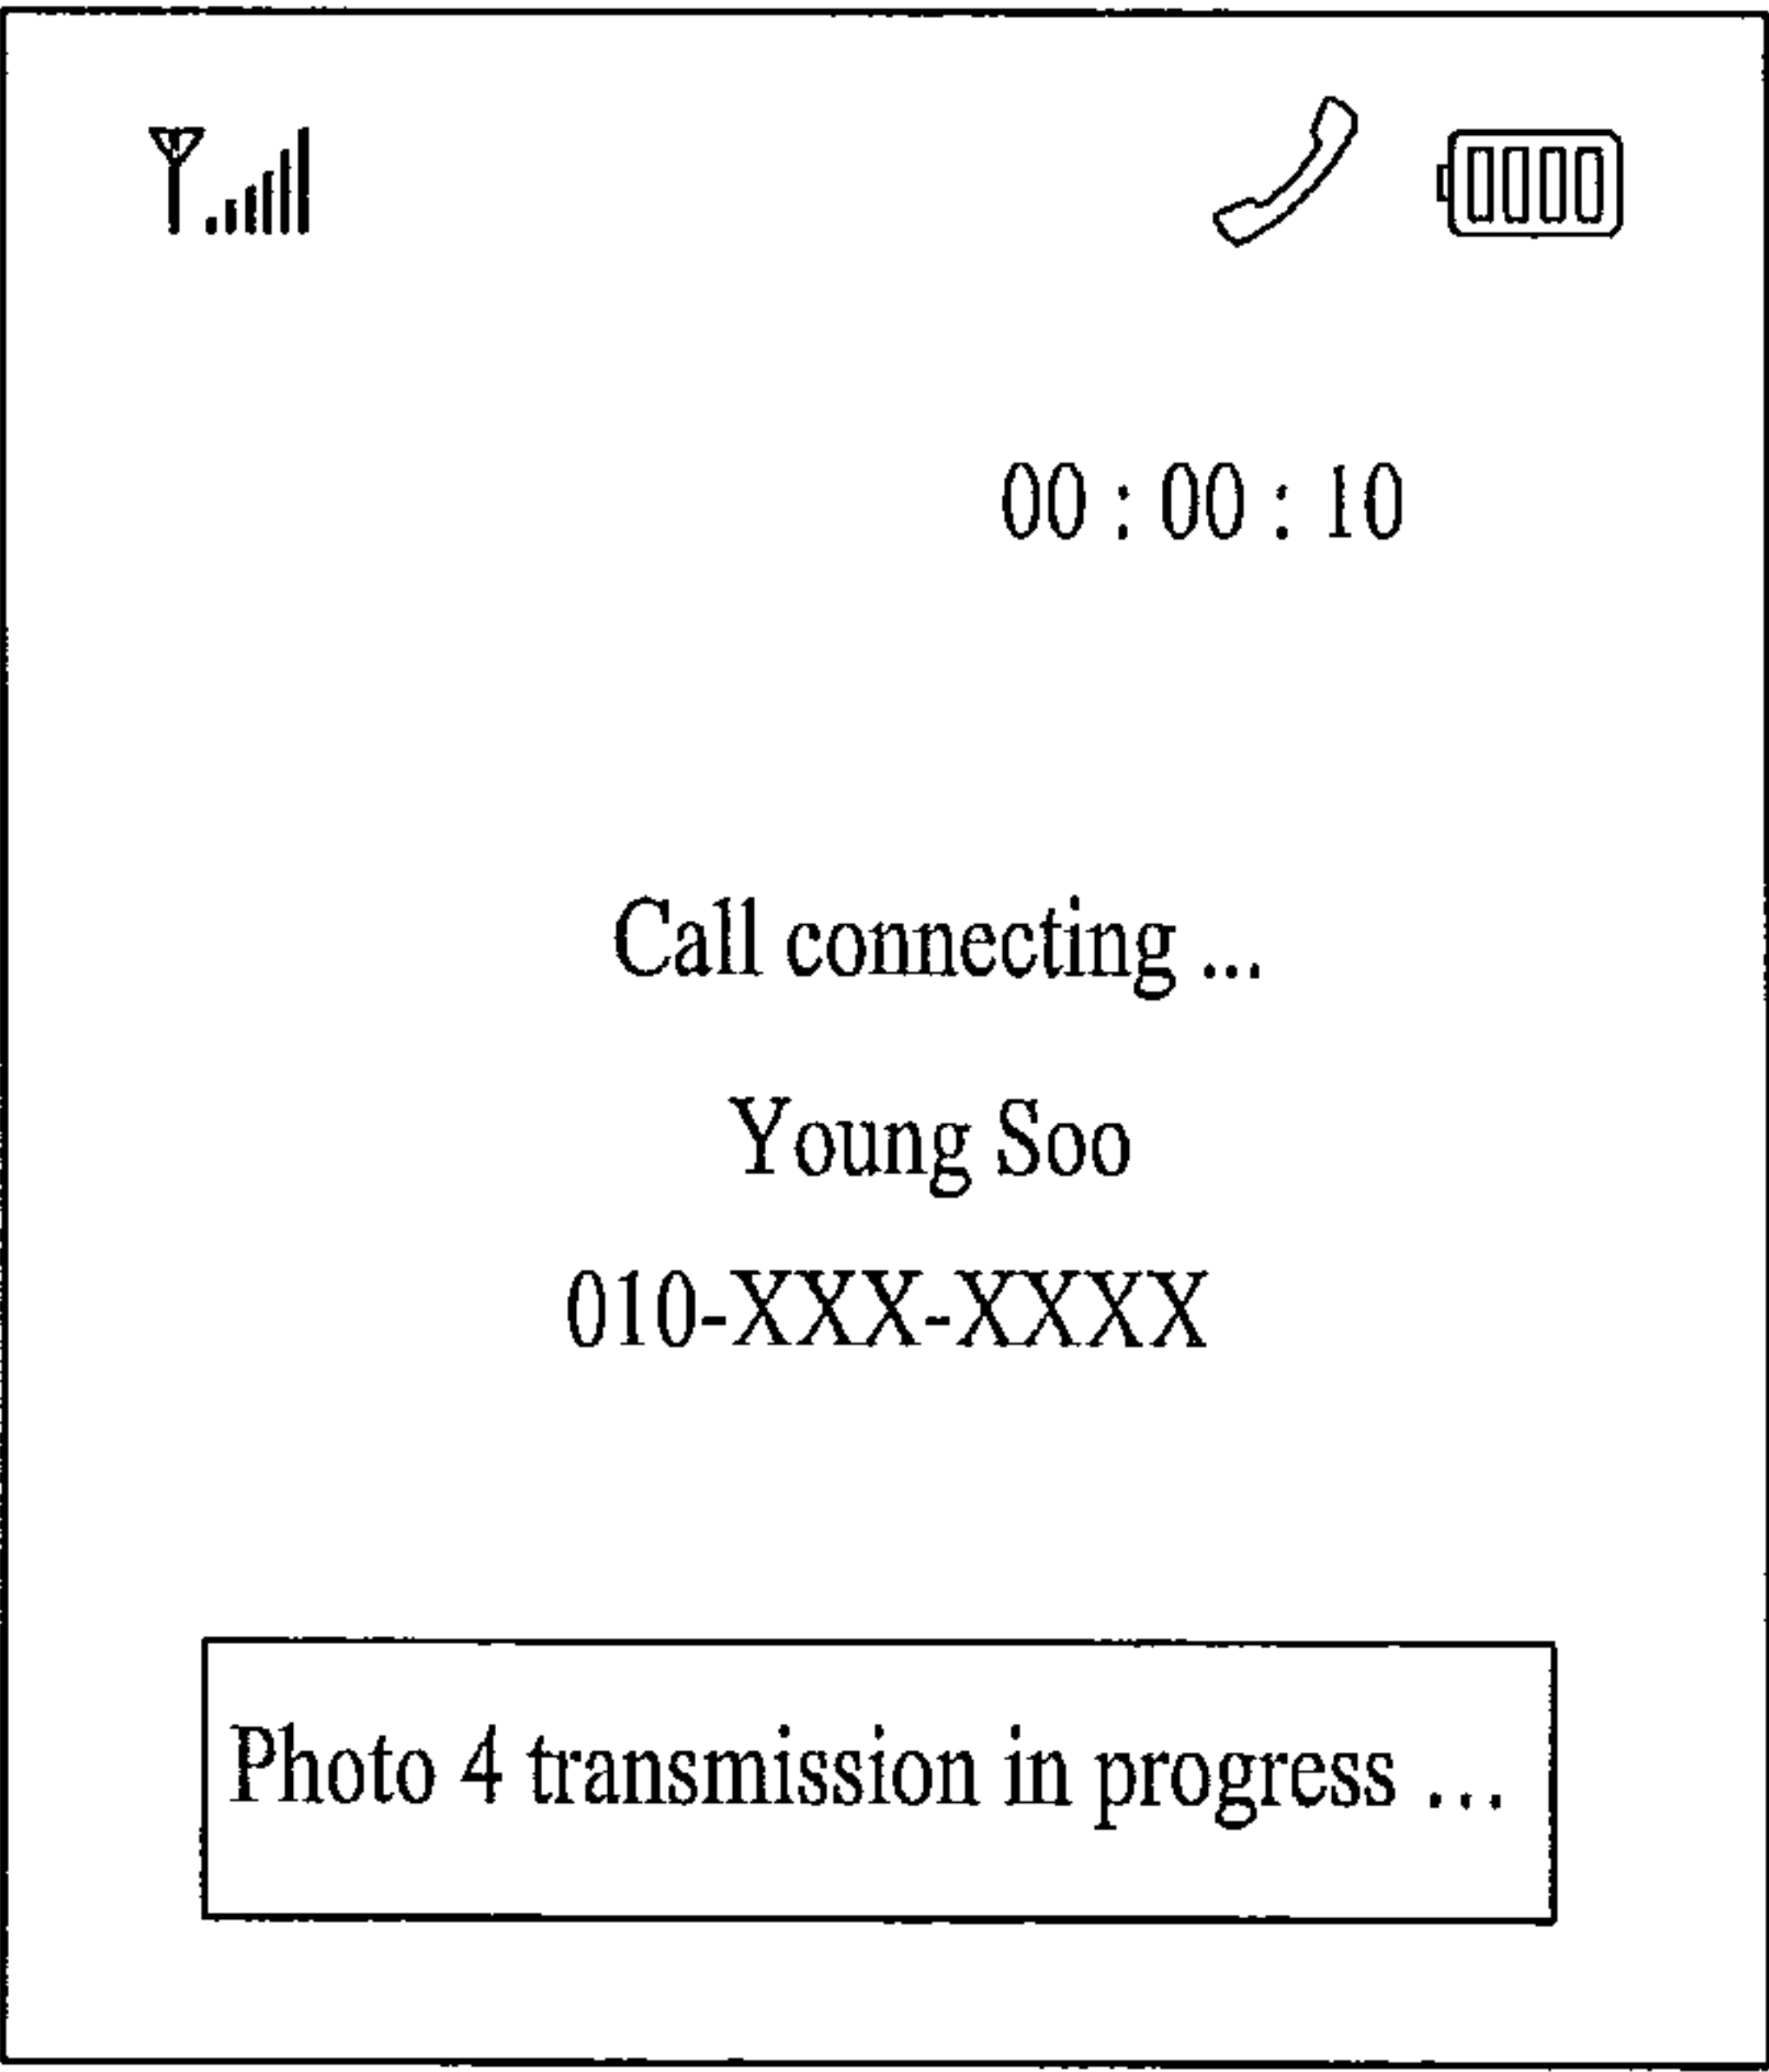 00 : 00 : 10
Call connecting ...
Young Soo
010-XXX-XXXX
Photo 4 transmission in progress ...